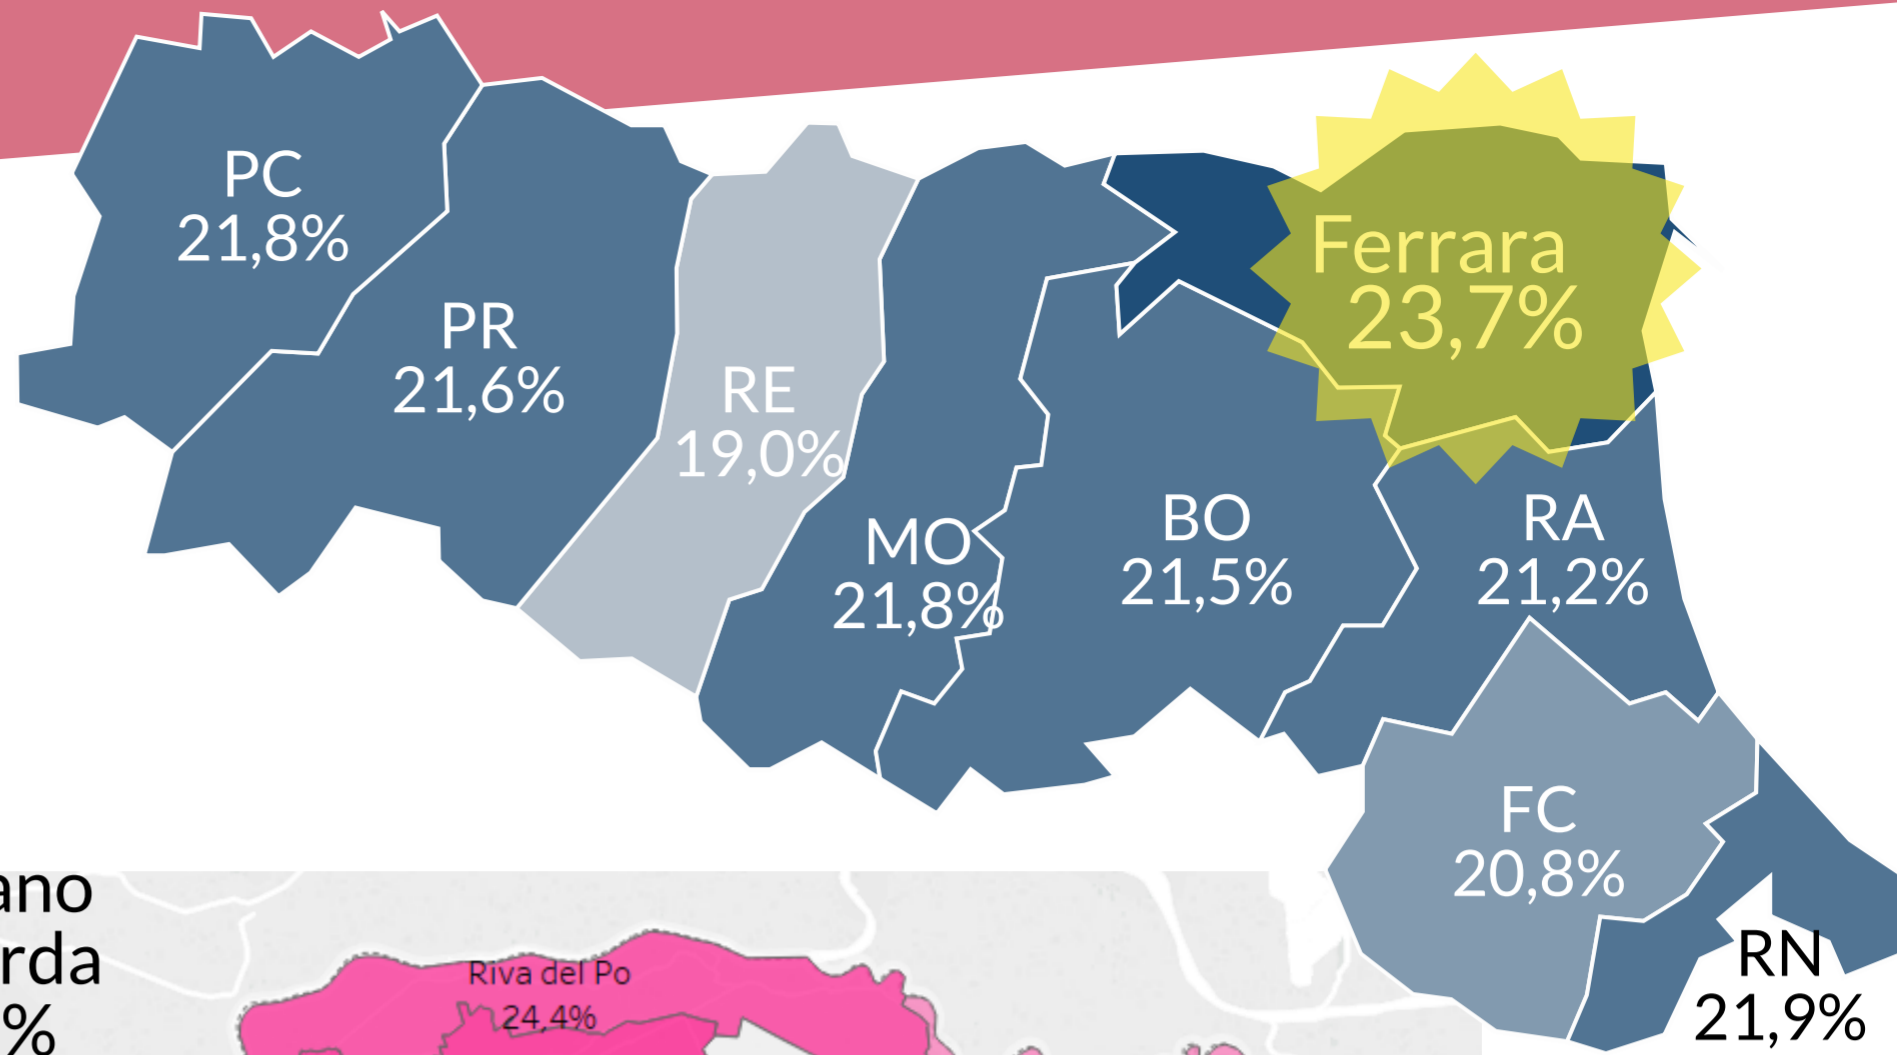 PC
21,8%
PR
21,6%
RE
19,0%
MO
21,8%
BO
21,5%
Ferrara
23,7%
RA
21,2%
FC
20,8%
RN
21,9%
Riva del Po
24,4%
%